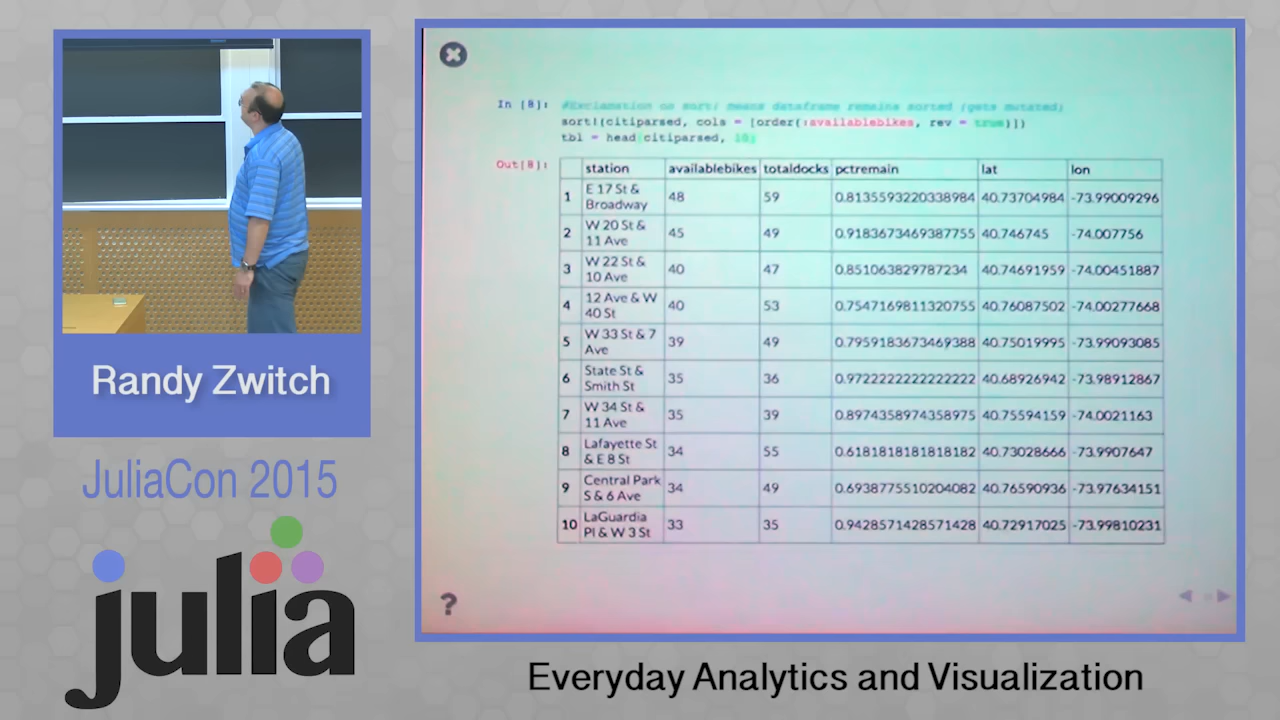 Randy Zwitch
JuliaCon 2015
julia
In [8]: #Exclamation on sort! means dataframe remains sorted (gets mutated)
sort!(citiparsed, cols = [order(:availablebikes, rev = true)])
tbl = head(citiparsed, 10)
Out[8]:
station availablebikes totaldocks pctremain lat lon
1 E 17 St & Broadway 48 59 0.8135593220338984 40.73704984 -73.99009296
2 W 20 St & 11 Ave 45 49 0.9183673469387755 40.746745 -74.007756
3 W 22 St & 10 Ave 40 47 0.851063829787234 40.74691959 -74.00451887
4 12 Ave & W 40 St 40 53 0.7547169811320755 40.76087502 -74.00277668
5 W 33 St & 7 Ave 39 49 0.7959183673469388 40.75019995 -73.99093085
6 State St & Smith St 35 36 0.9722222222222222 40.68926942 -73.98912867
7 W 34 St & 11 Ave 35 39 0.8974358974358975 40.75594159 -74.0021163
8 Lafayette St & E 8 St 34 55 0.6181818181818182 40.73028666 -73.9907647
9 Central Park S & 6 Ave 34 49 0.6938775510204082 40.76590936 -73.97634151
10 LaGuardia Pl & W 3 St 33 35 0.9428571428571428 40.72917025 -73.99810231
?
Everyday Analytics and Visualization